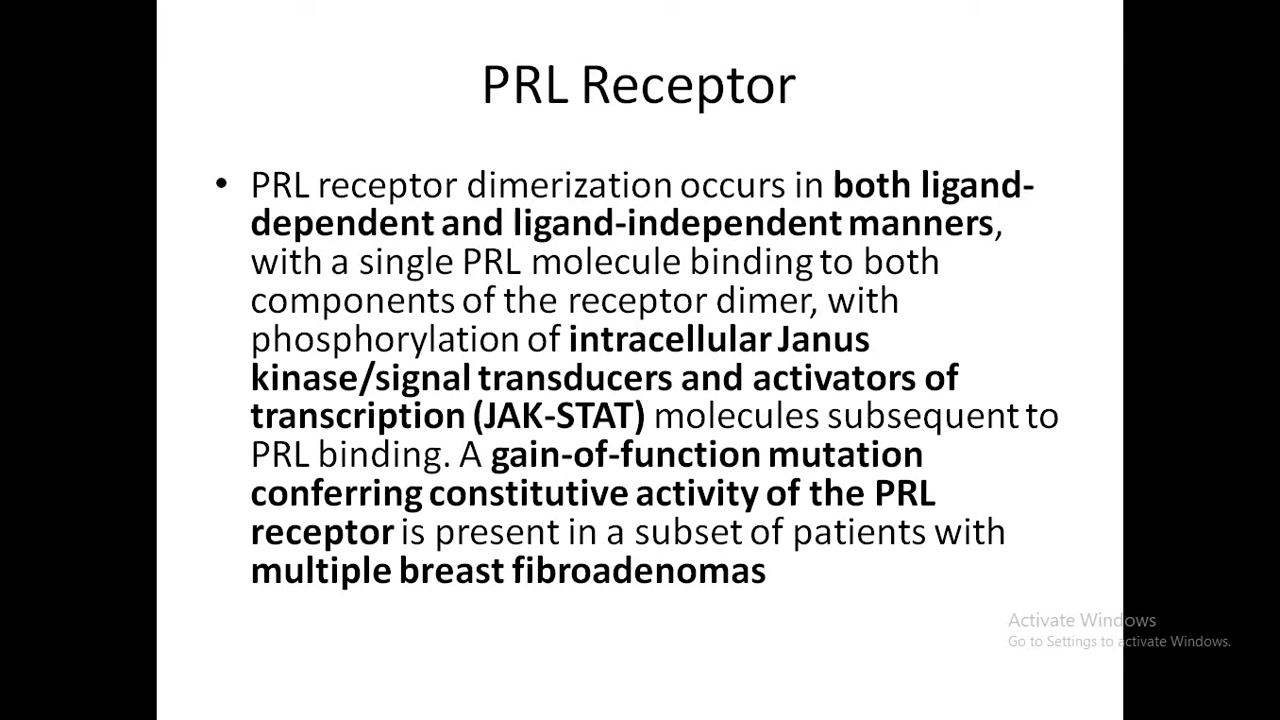 PRL Receptor
• PRL receptor dimerization occurs in both ligand-
dependent and ligand-independent manners,
with a single PRL molecule binding to both
components of the receptor dimer, with
phosphorylation of intracellular Janus
kinase/signal transducers and activators of
transcription (JAK-STAT) molecules subsequent to
PRL binding. A gain-of-function mutation
conferring constitutive activity of the PRL
receptor is present in a subset of patients with
multiple breast fibroadenomas
Activate Windows
Go to Settings to activate Windows.